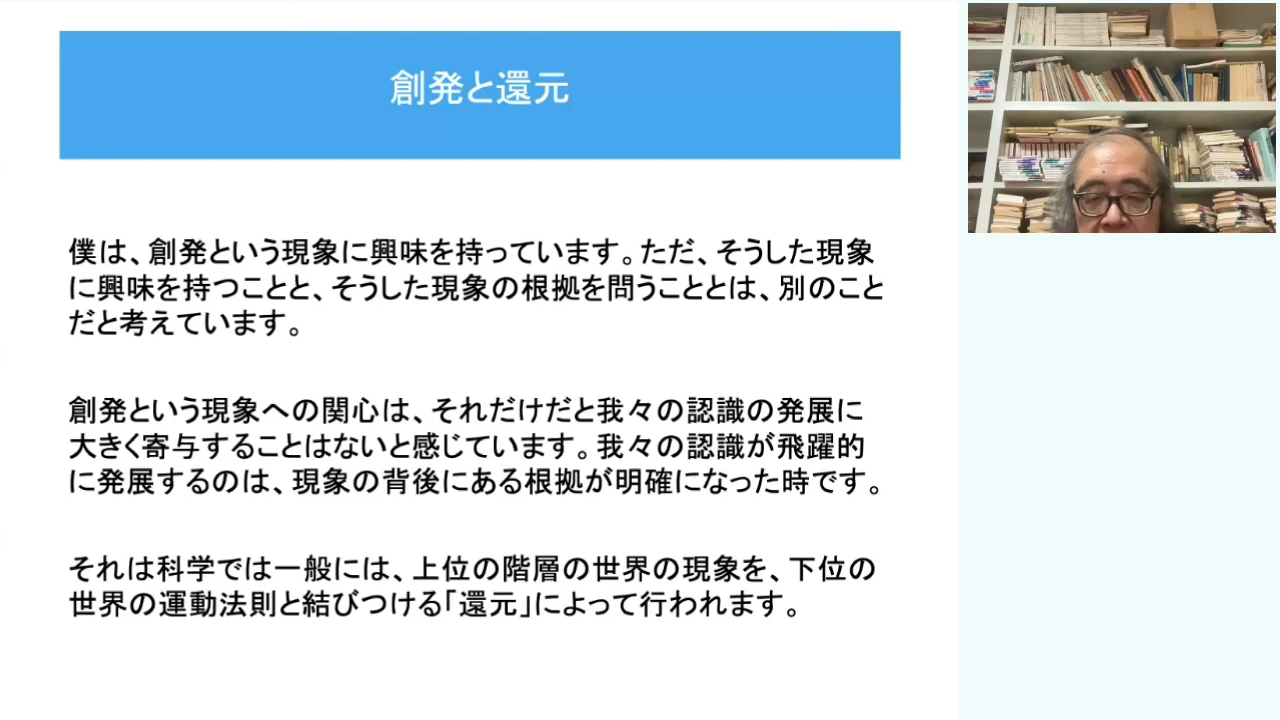 創発と還元
僕は、創発という現象に興味を持っています。ただ、そうした現象
に興味を持つことと、そうした現象の根拠を問うこととは、別のこと
だと考えています。
創発という現象への関心は、それだけだと我々の認識の発展に
大きく寄与することはないと感じています。我々の認識が飛躍的
に発展するのは、現象の背後にある根拠が明確になった時です。
それは科学では一般には、上位の階層の世界の現象を、下位の
世界の運動法則と結びつける「還元」によって行われます。